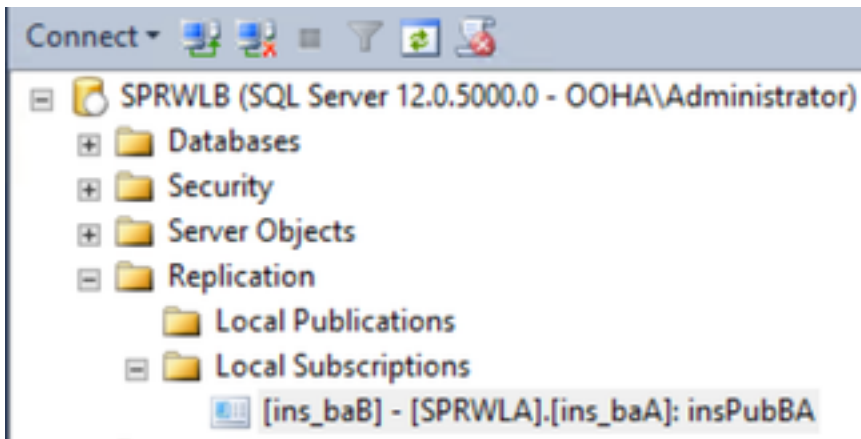 Connect
SPRWLB (SQL Server 12.0.5000.0 - OOHA\Administrator)
Databases
Security
Server Objects
Replication
Local Publications
Local Subscriptions
[ins_baB] - [SPRWLA].[ins_baA]: insPubBA